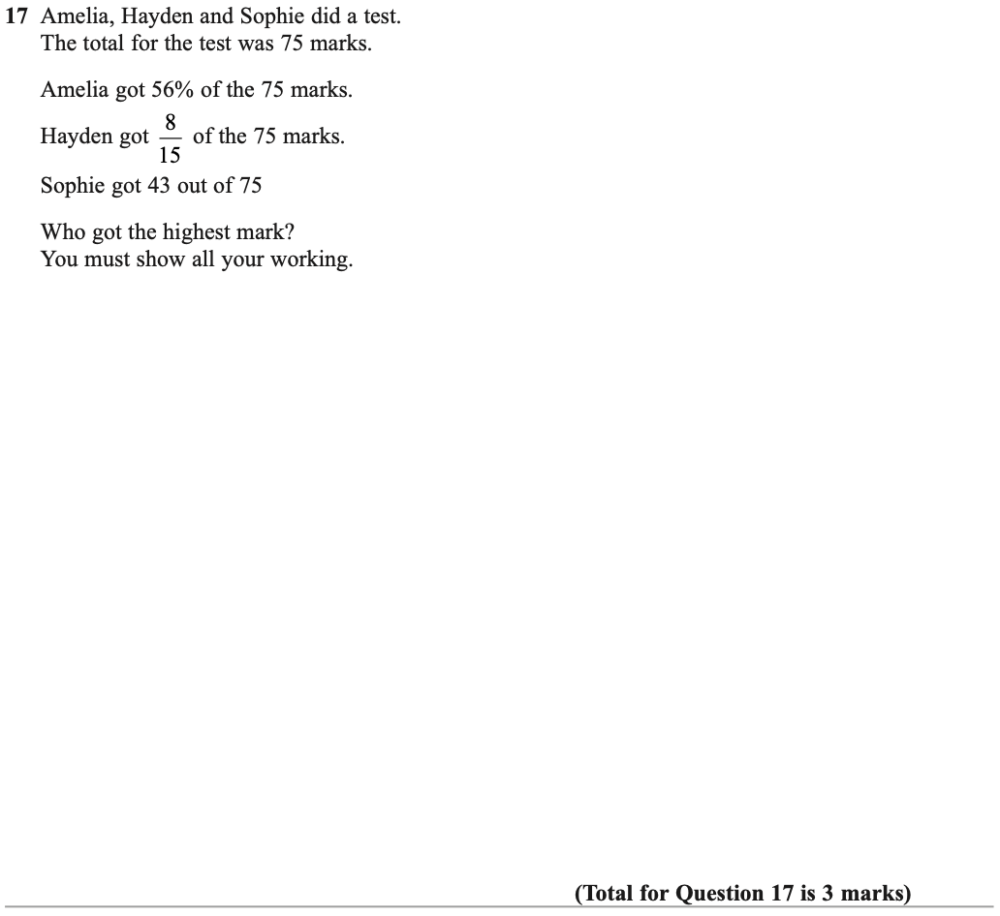 17 Amelia, Hayden and Sophie did a test.
The total for the test was 75 marks.
Amelia got 56% of the 75 marks.
Hayden got 8/15 of the 75 marks.
Sophie got 43 out of 75
Who got the highest mark?
You must show all your working.
(Total for Question 17 is 3 marks)